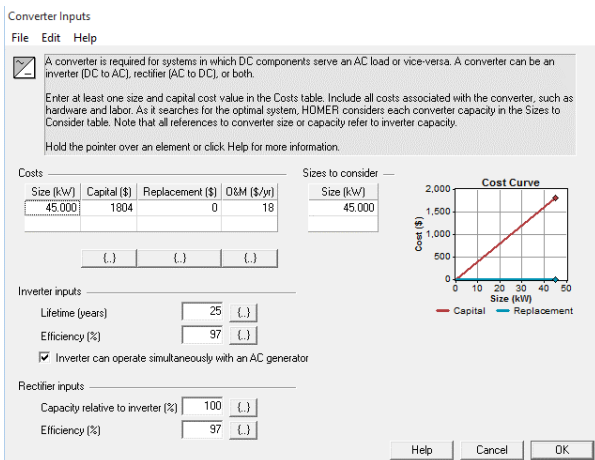 Converter Inputs
File Edit Help
A converter is required for systems in which DC components serve an AC load or vice-versa. A converter can be an
inverter (DC to AC), rectifier (AC to DC), or both.
Enter at least one size and capital cost value in the Costs table. Include all costs associated with the converter, such as
hardware and labor. As it searches for the optimal system, HOMER considers each converter capacity in the Sizes to
Consider table. Note that all references to converter size or capacity refer to inverter capacity.
Hold the pointer over an element or click Help for more information.
Costs
Size (kW) Capital ($) Replacement ($) O&M ($/yr)
45.000 1804 0 18
{..} {..} {..}
Sizes to consider
Size (kW)
45.000
Cost Curve
2,000
1,500
1,000
500
0
Cost ($)
0 10 20 30 40 50
Size (kW)
Capital Replacement
Inverter inputs
Lifetime (years) 25 {..}
Efficiency (%) 97 {..}
Inverter can operate simultaneously with an AC generator
Rectifier inputs
Capacity relative to inverter (%) 100 {..}
Efficiency (%) 97 {..}
Help Cancel OK